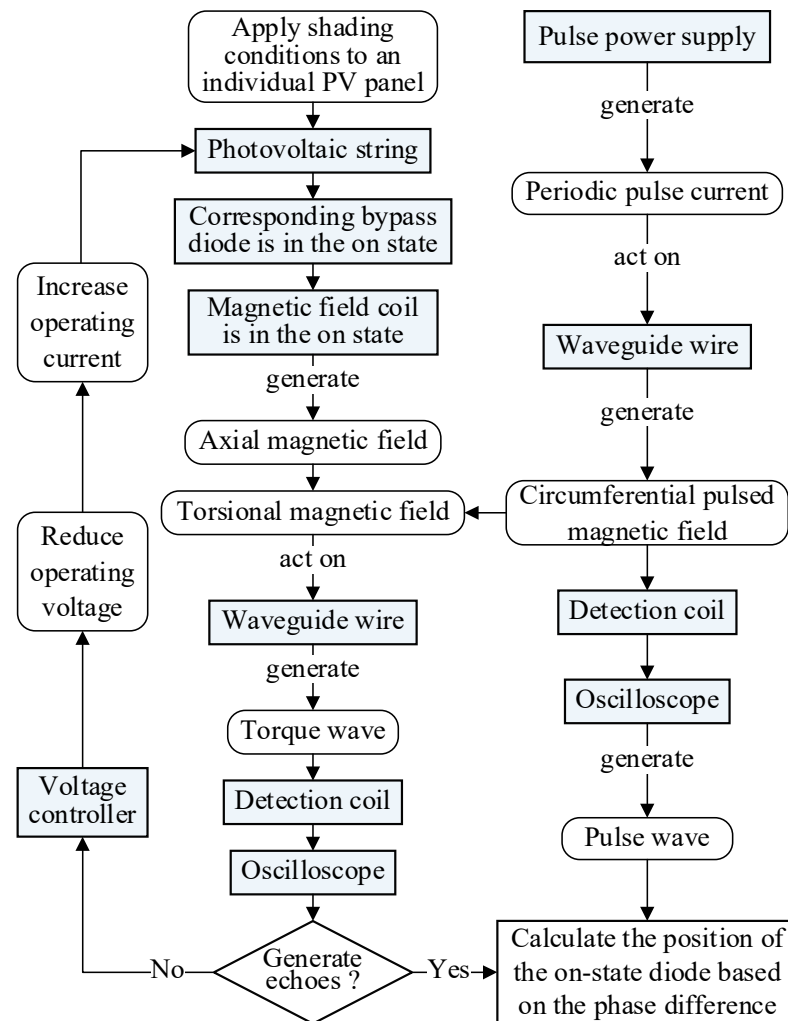 Apply shading
conditions to an
individual PV panel
Photovoltaic string
Corresponding bypass
diode is in the on state
Magnetic field coil
is in the on state
generate
Axial magnetic field
Torsional magnetic field
act on
Waveguide wire
generate
Torque wave
Detection coil
Oscilloscope
Generate
echoes ?
No
Yes
Voltage
controller
Reduce
operating
voltage
Increase
operating
current
Pulse power supply
generate
Periodic pulse current
act on
Waveguide wire
generate
Circumferential pulsed
magnetic field
Detection coil
Oscilloscope
generate
Pulse wave
Calculate the position of
the on-state diode based
on the phase difference